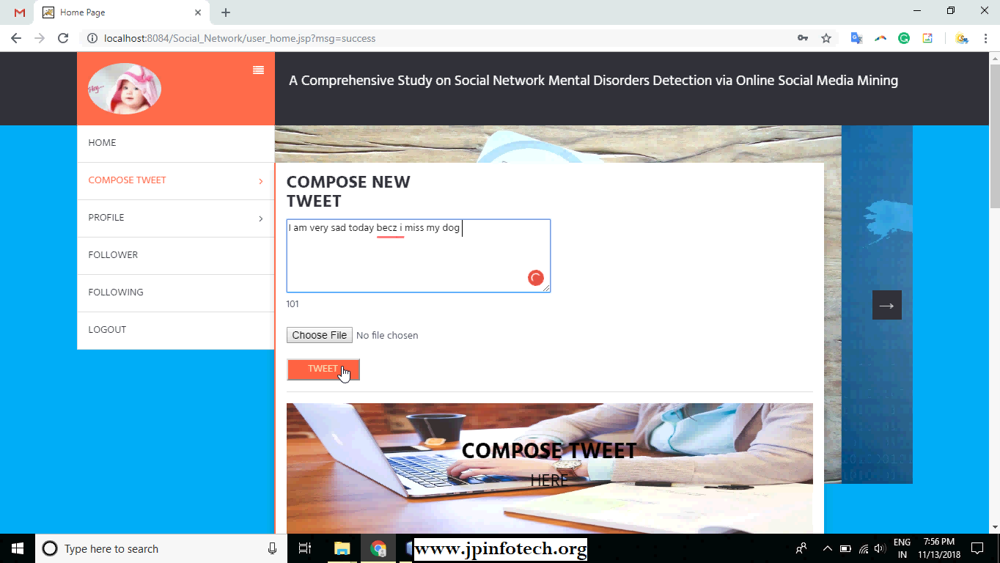 Home Page
localhost:8084/Social_Network/user_home.jsp?msg=success
A Comprehensive Study on Social Network Mental Disorders Detection via Online Social Media Mining
HOME
COMPOSE TWEET
PROFILE
FOLLOWER
FOLLOWING
LOGOUT
COMPOSE NEW
TWEET
I am very sad today becz i miss my dog
101
Choose File No file chosen
TWEET
COMPOSE TWEET
HERE
Type here to search
www.jpinfotech.org
ENG
IN
7:56 PM
11/13/2018